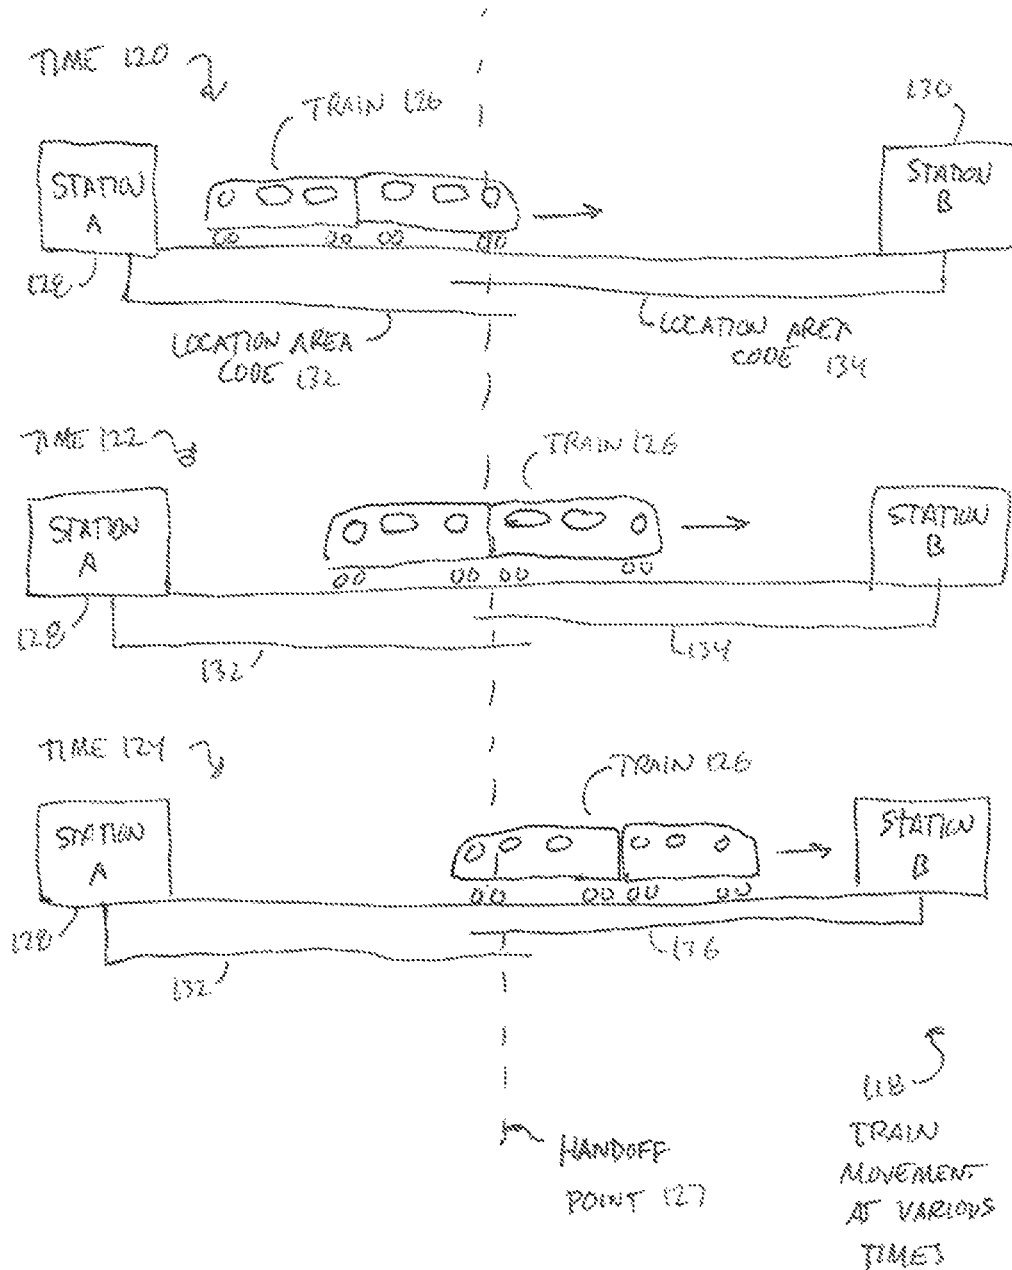 TIME 120
TRAIN 126
130
STATION
A
STATION
B
128
LOCATION AREA
CODE 132
LOCATION AREA
CODE 134
TIME 122
TRAIN 126
STATION
A
STATION
B
128
132
134
TIME 124
TRAIN 126
STATION
A
STATION
B
128
132
136
118
TRAIN
MOVEMENT
AT VARIOUS
TIMES
HANDOFF
POINT 127